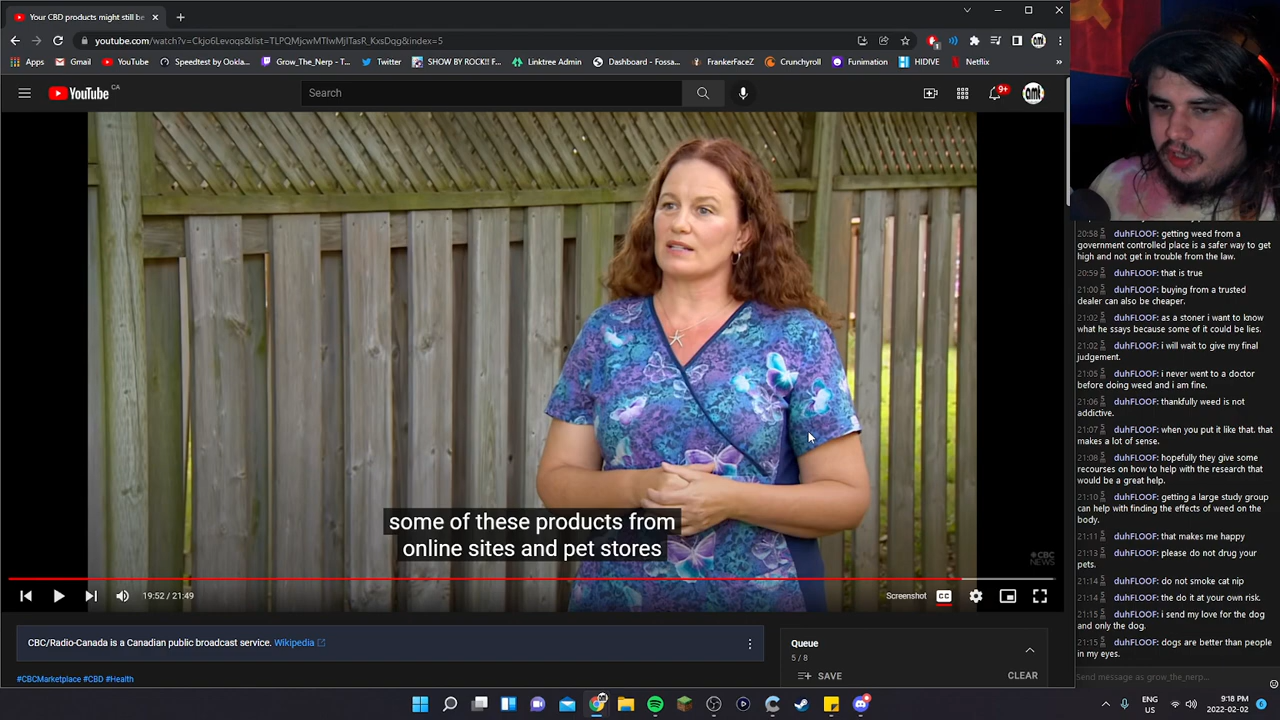 Your CBD products might still be
youtube.com/watch?v=Ckjo6Levoqs&list=TLPQMjcwMTIwMjITasR_KxsDqg&index=5
Apps
Gmail
YouTube
Speedtest by Ookla...
Grow_The_Nerp - T...
Twitter
SHOW BY ROCK!! F...
Linktree Admin
Dashboard - Fossa...
FrankerFaceZ
Crunchyroll
Funimation
HIDIVE
Netflix
»
YouTube CA
Search
9+
amt
some of these products from
online sites and pet stores
CBC
NEWS
19:52 / 21:49
Screenshot
CC
CBC/Radio-Canada is a Canadian public broadcast service. Wikipedia
Queue
5 / 8
SAVE
CLEAR
#CBCMarketplace #CBD #Health
20:58 duhFLOOF: getting weed from a
government controlled place is a safer way to get
high and not get in trouble from the law.
20:59 duhFLOOF: that is true
21:00 duhFLOOF: buying from a trusted
dealer can also be cheaper.
21:02 duhFLOOF: as a stoner i want to know
what he ssays because some of it could be lies.
21:02 duhFLOOF: i will wait to give my final
judgement.
21:05 duhFLOOF: i never went to a doctor
before doing weed and i am fine.
21:06 duhFLOOF: thankfully weed is not
addictive.
21:07 duhFLOOF: when you put it like that. that
makes a lot of sense.
21:08 duhFLOOF: hopefully they give some
recourses on how to help with the research that
would be a great help.
21:10 duhFLOOF: getting a large study group
can help with finding the effects of weed on the
body.
21:11 duhFLOOF: that makes me happy
21:13 duhFLOOF: please do not drug your
pets.
21:14 duhFLOOF: do not smoke cat nip
21:14 duhFLOOF: the do it at your own risk.
21:15 duhFLOOF: i send my love for the dog
and only the dog.
21:15 duhFLOOF: dogs are better than people
in my eyes.
Send message as grow_the_nerp...
ENG
US
9:18 PM
2022-02-02
6